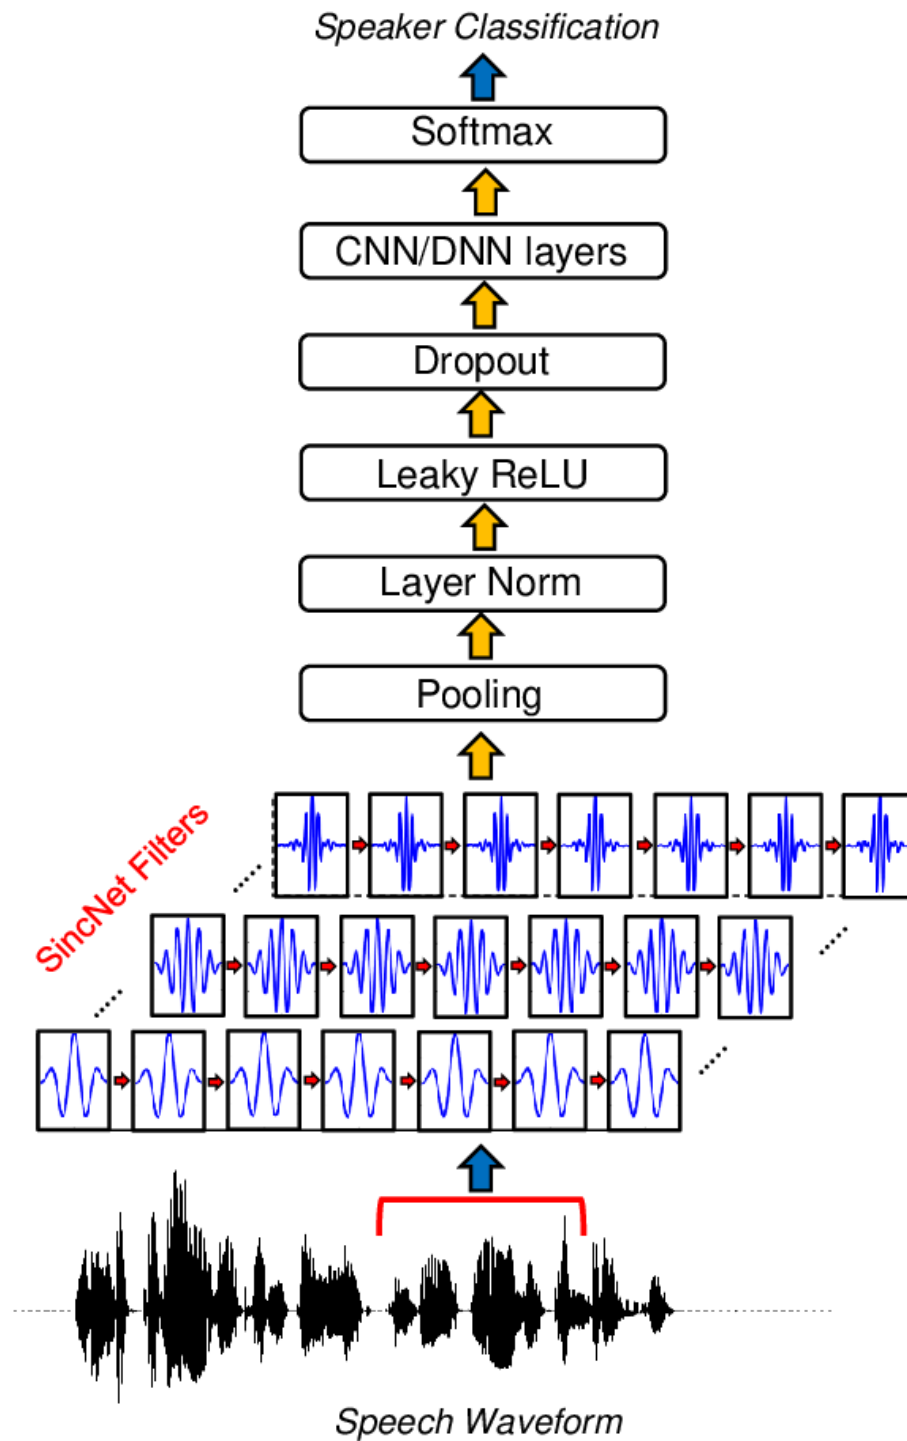 Speaker Classification
Softmax
CNN/DNN layers
Dropout
Leaky ReLU
Layer Norm
Pooling
SincNet Filters
Speech Waveform